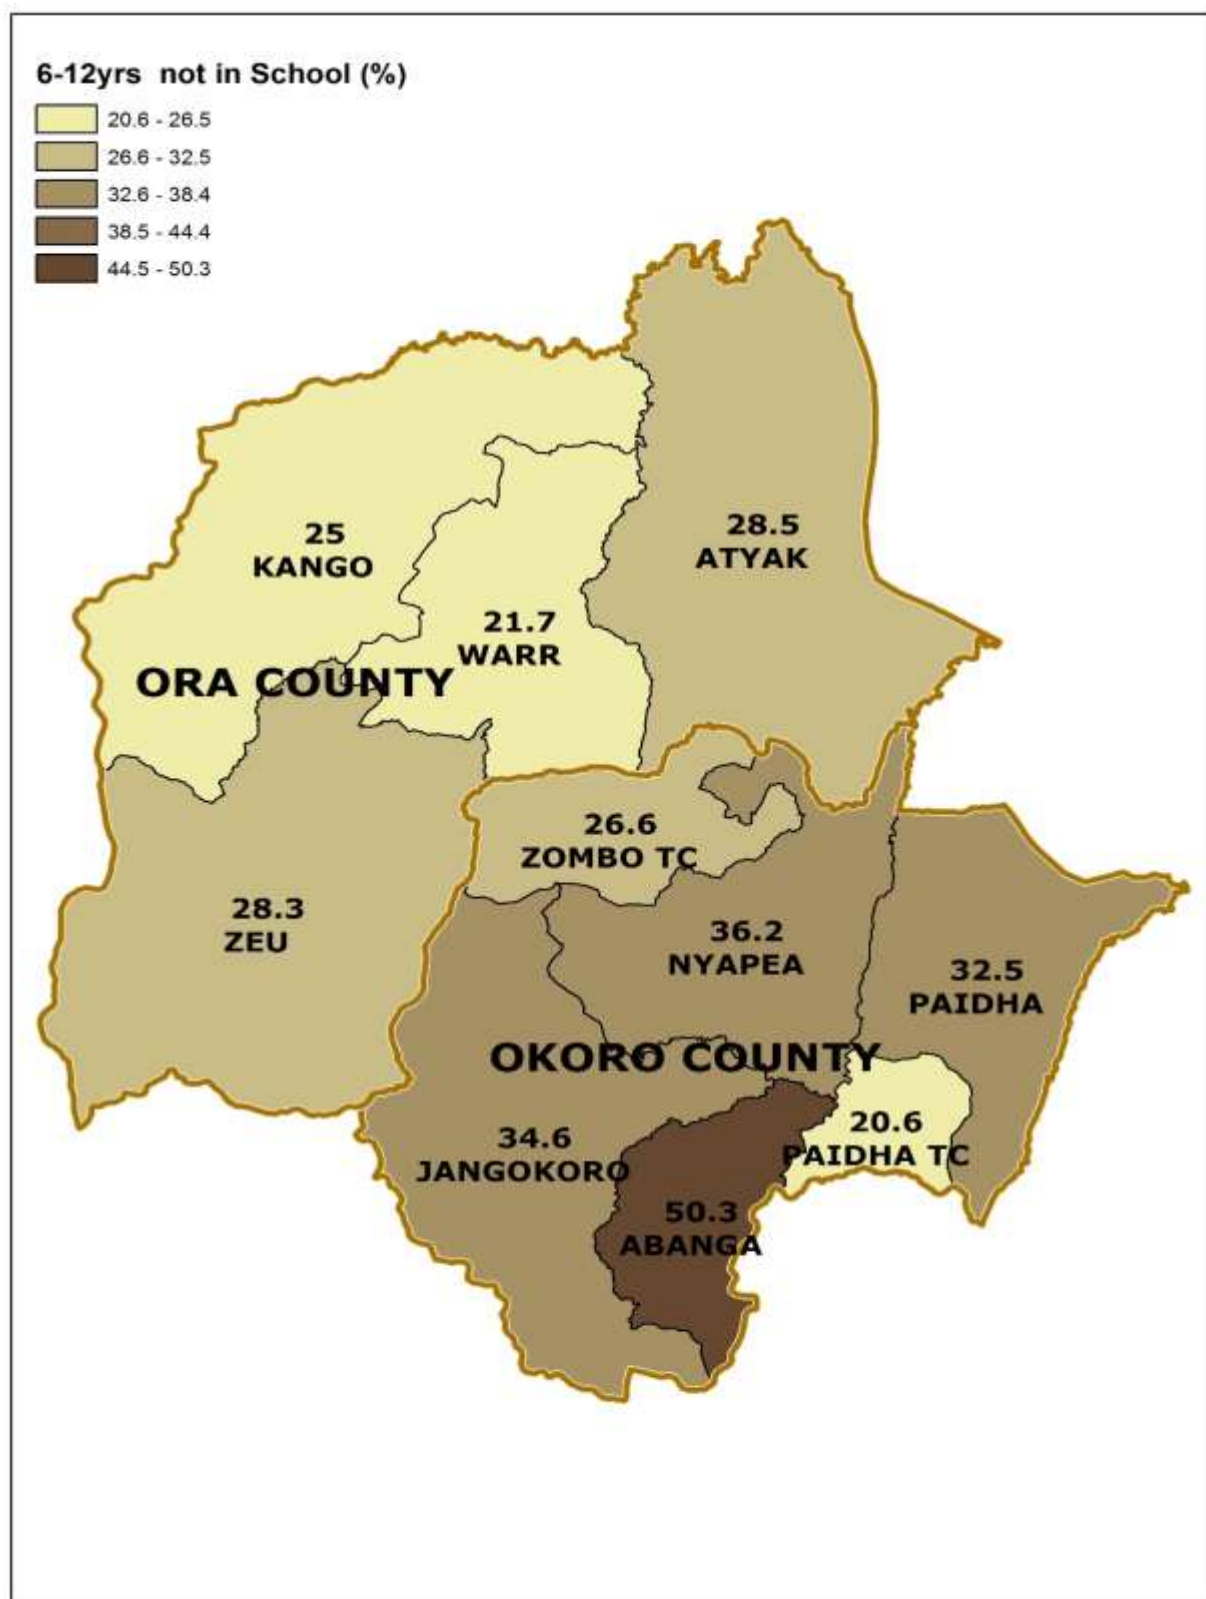 6-12yrs not in School (%)
20.6 - 26.5
26.6 - 32.5
32.6 - 38.4
38.5 - 44.4
44.5 - 50.3
25
KANGO
28.5
ATYAK
21.7
WARR
ORA COUNTY
26.6
ZOMBO TC
28.3
ZEU
36.2
NYAPEA
32.5
PAIDHA
OKORO COUNTY
34.6
JANGOKORO
20.6
PAIDHA TC
50.3
ABANGA